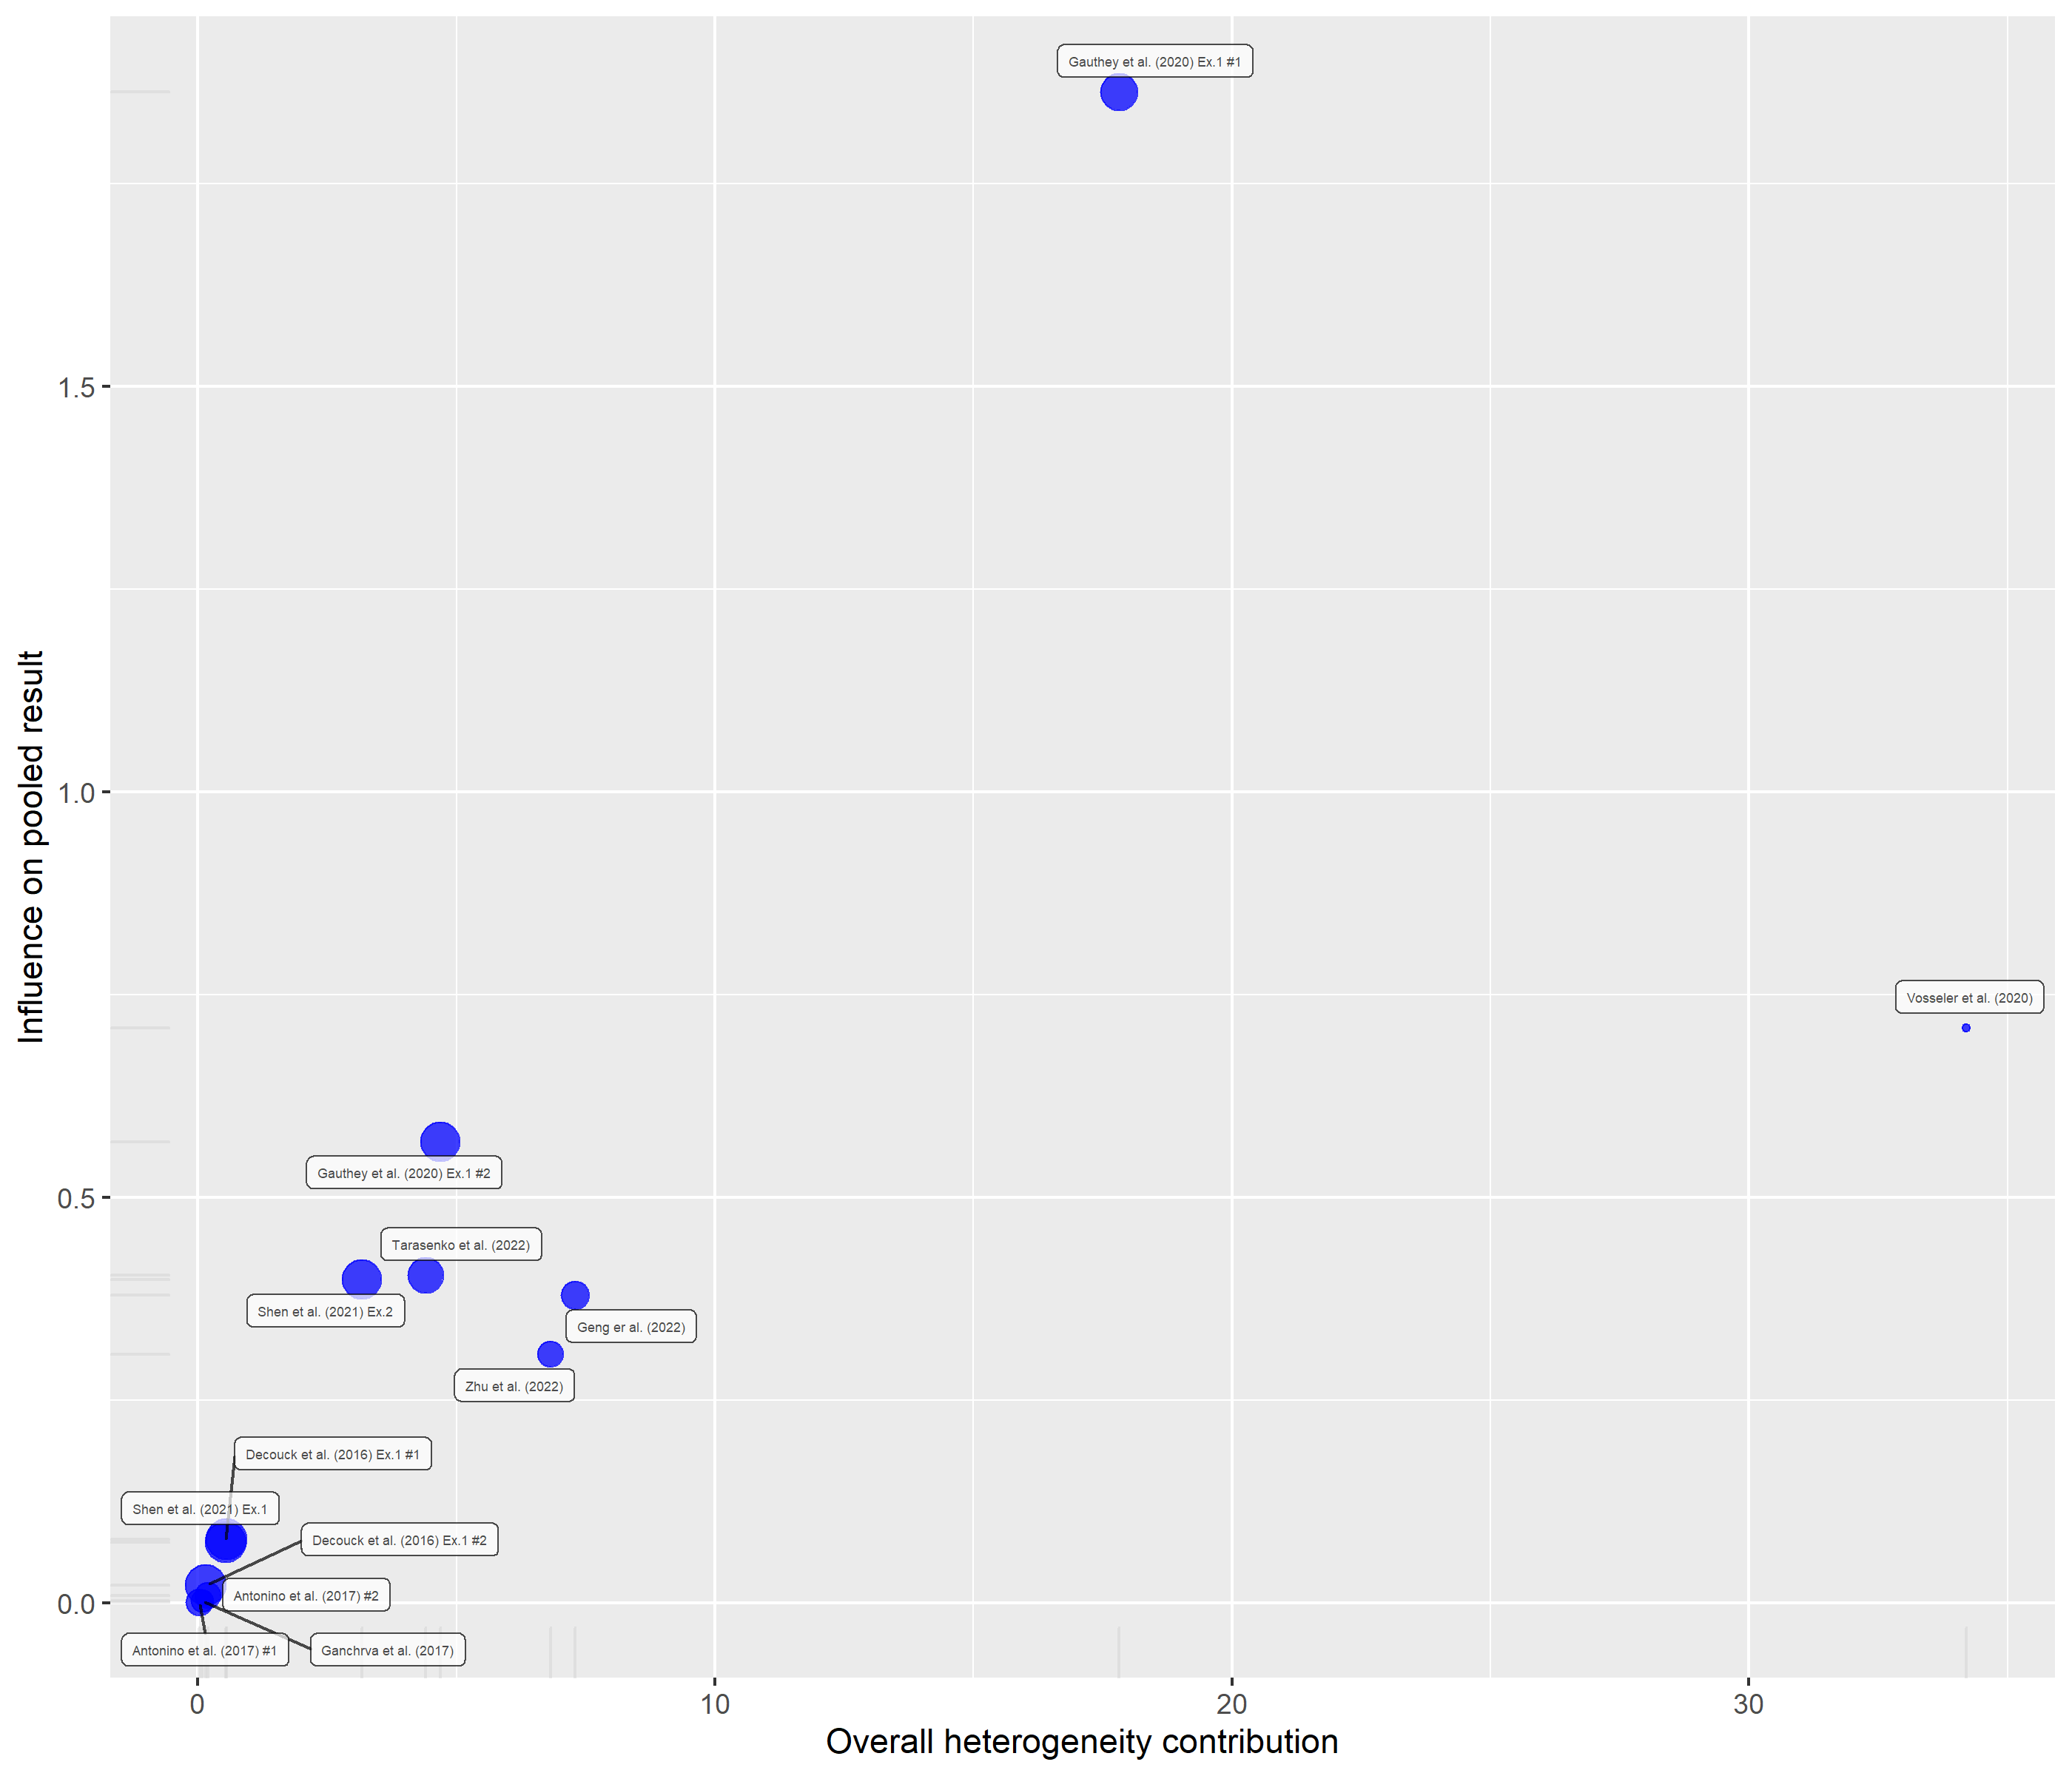 Gauthey et al. (2020) Ex.1 #1
1.5
Influence on pooled result
1.0
Vosseler et al. (2020)
Gauthey et al. (2020) Ex.1 #2
0.5
Tarasenko et al. (2022)
Shen et al. (2021) Ex.2
Geng er al. (2022)
Zhu et al. (2022)
Decouck et al. (2016) Ex.1 #1
Shen et al. (2021) Ex.1
Decouck et al. (2016) Ex.1 #2
Antonino et al. (2017) #2
0.0
Antonino et al. (2017) #1
Ganchrva et al. (2017)
0
10
20
30
Overall heterogeneity contribution